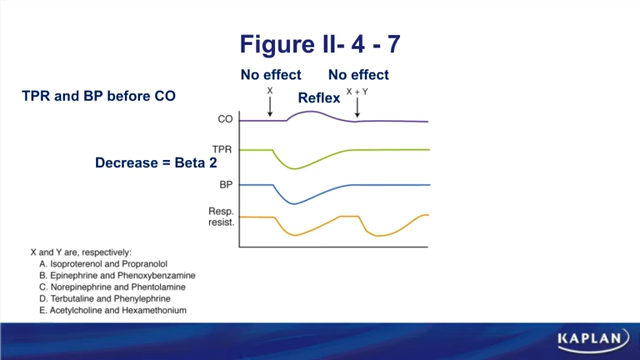 Figure II- 4 - 7
No effect No effect
TPR and BP before CO
X
Reflex
X + Y
CO
TPR
Decrease = Beta 2
BP
Resp.
resist.
X and Y are, respectively:
A. Isoproterenol and Propranolol
B. Epinephrine and Phenoxybenzamine
C. Norepinephrine and Phentolamine
D. Terbutaline and Phenylephrine
E. Acetylcholine and Hexamethonium
KAPLAN